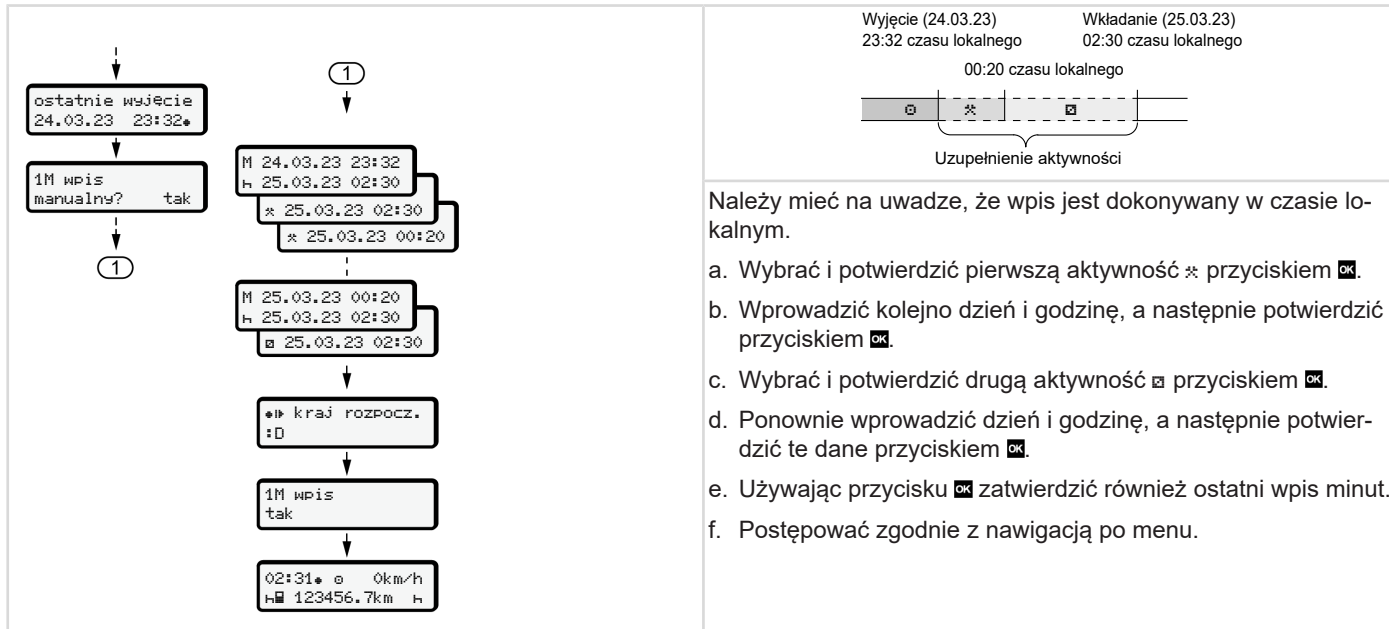 ostatnie wyjęcie
24.03.23 23:32●
1M wpis
manualny? tak
1
1
M 24.03.23 23:32
h 25.03.23 02:30
⚒ 25.03.23 02:30
⚒ 25.03.23 00:20
M 25.03.23 00:20
h 25.03.23 02:30
⍁ 25.03.23 02:30
●▶ kraj rozpocz.
:D
1M wpis
tak
02:31● ⊙ 0km/h
h 123456.7km h
Wyjęcie (24.03.23)
23:32 czasu lokalnego
Wkładanie (25.03.23)
02:30 czasu lokalnego
00:20 czasu lokalnego
Uzupełnienie aktywności
Należy mieć na uwadze, że wpis jest dokonywany w czasie lo-
kalnym.
a. Wybrać i potwierdzić pierwszą aktywność ⚒ przyciskiem OK.
b. Wprowadzić kolejno dzień i godzinę, a następnie potwierdzić
przyciskiem OK.
c. Wybrać i potwierdzić drugą aktywność ⍁ przyciskiem OK.
d. Ponownie wprowadzić dzień i godzinę, a następnie potwier-
dzić te dane przyciskiem OK.
e. Używając przycisku OK zatwierdzić również ostatni wpis minut.
f. Postępować zgodnie z nawigacją po menu.